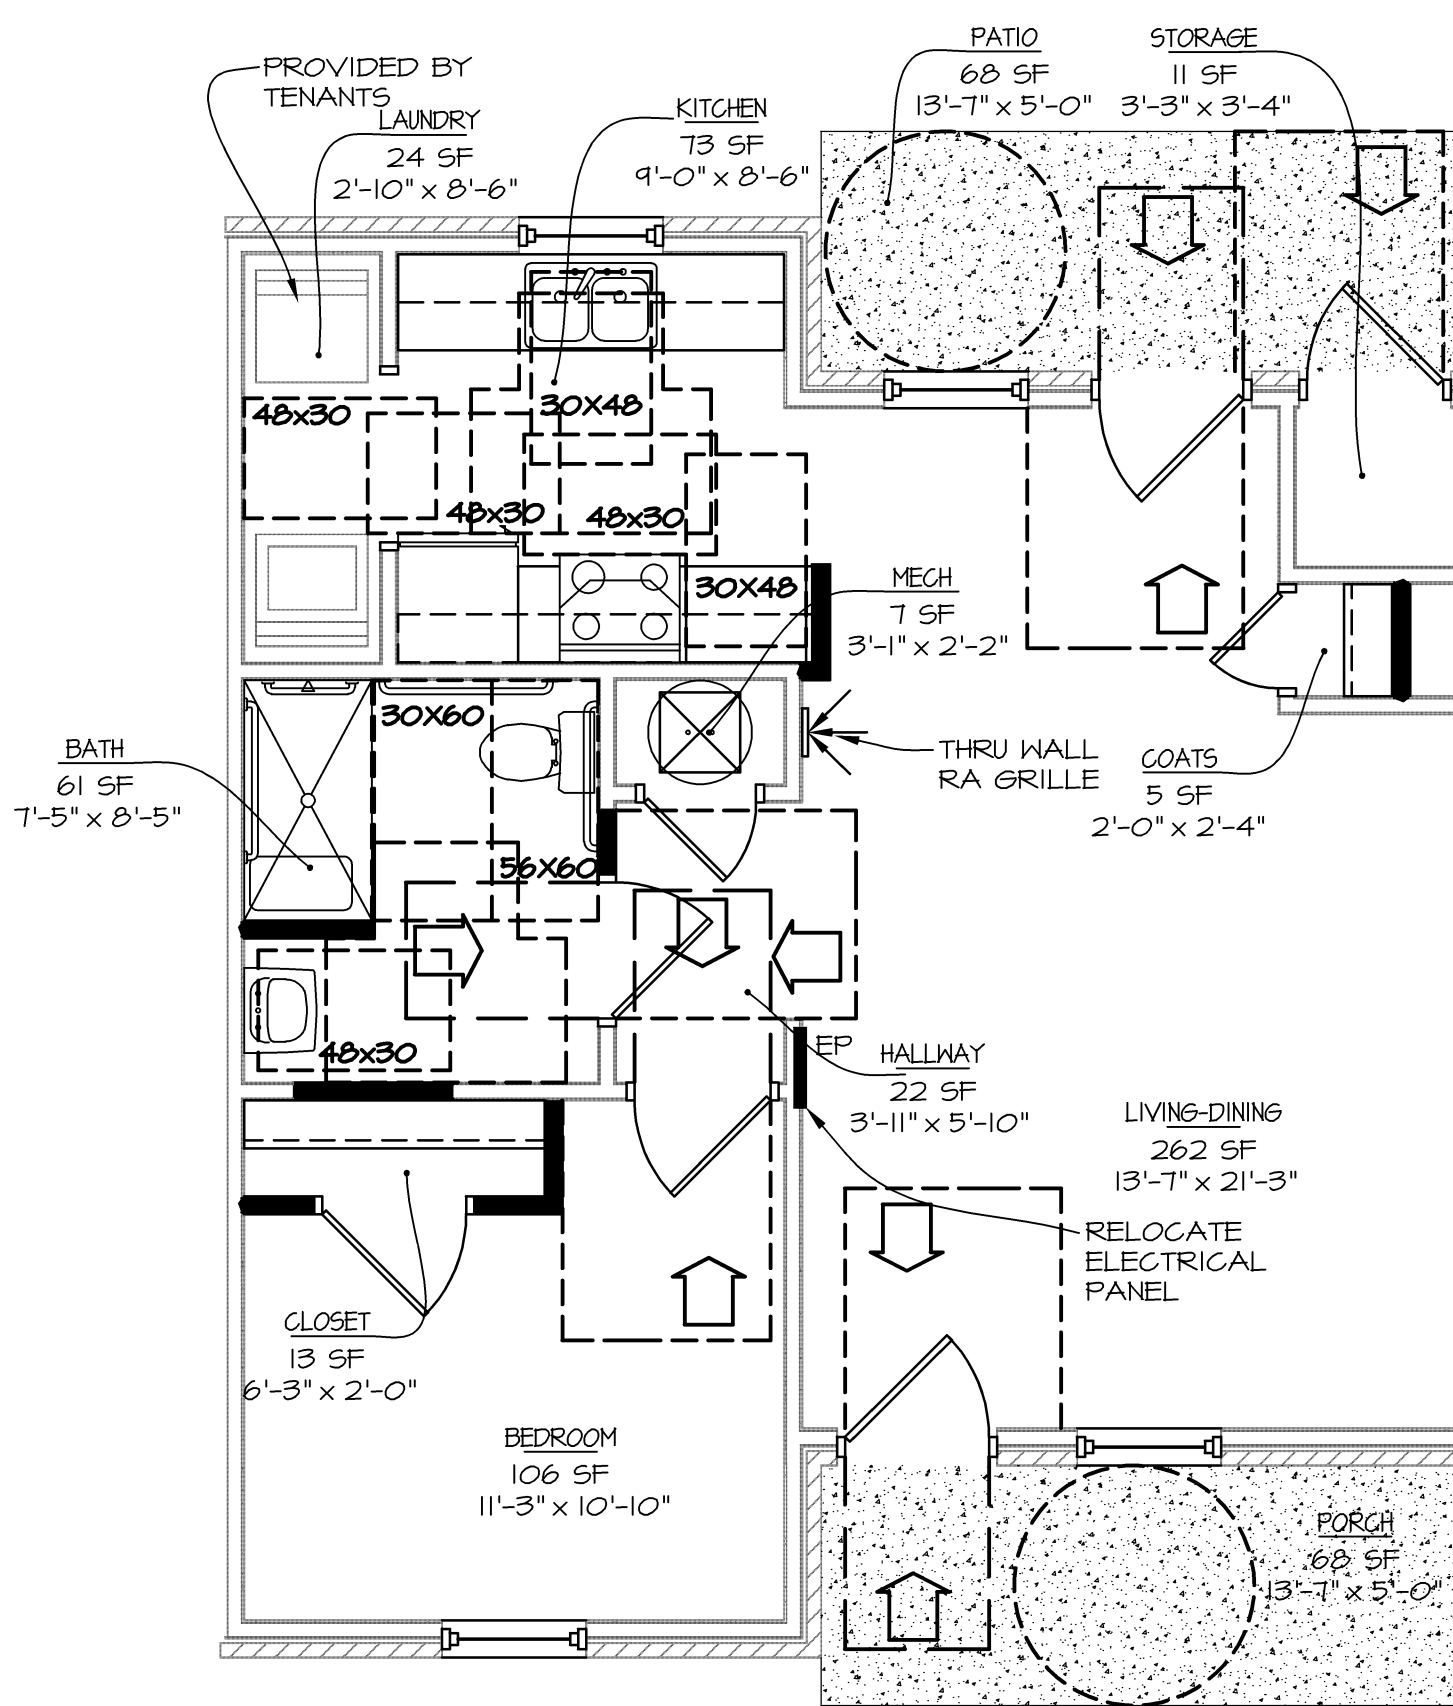 PROVIDED BY
TENANTS
LAUNDRY
24 SF
2'-10" x 8'-6"
KITCHEN
73 SF
9'-0" x 8'-6"
PATIO
68 SF
13'-7" x 5'-0"
STORAGE
11 SF
3'-3" x 3'-4"
48x30
30X48
48x30
48x30
30X48
MECH
7 SF
3'-1" x 2'-2"
30X60
BATH
61 SF
7'-5" x 8'-5"
THRU WALL
RA GRILLE
COATS
5 SF
2'-0" x 2'-4"
56X60
48x30
EP
HALLWAY
22 SF
3'-11" x 5'-10"
LIVING-DINING
262 SF
13'-7" x 21'-3"
RELOCATE
ELECTRICAL
PANEL
CLOSET
13 SF
6'-3" x 2'-0"
BEDROOM
106 SF
11'-3" x 10'-10"
PORCH
68 SF
13'-7" x 5'-0"